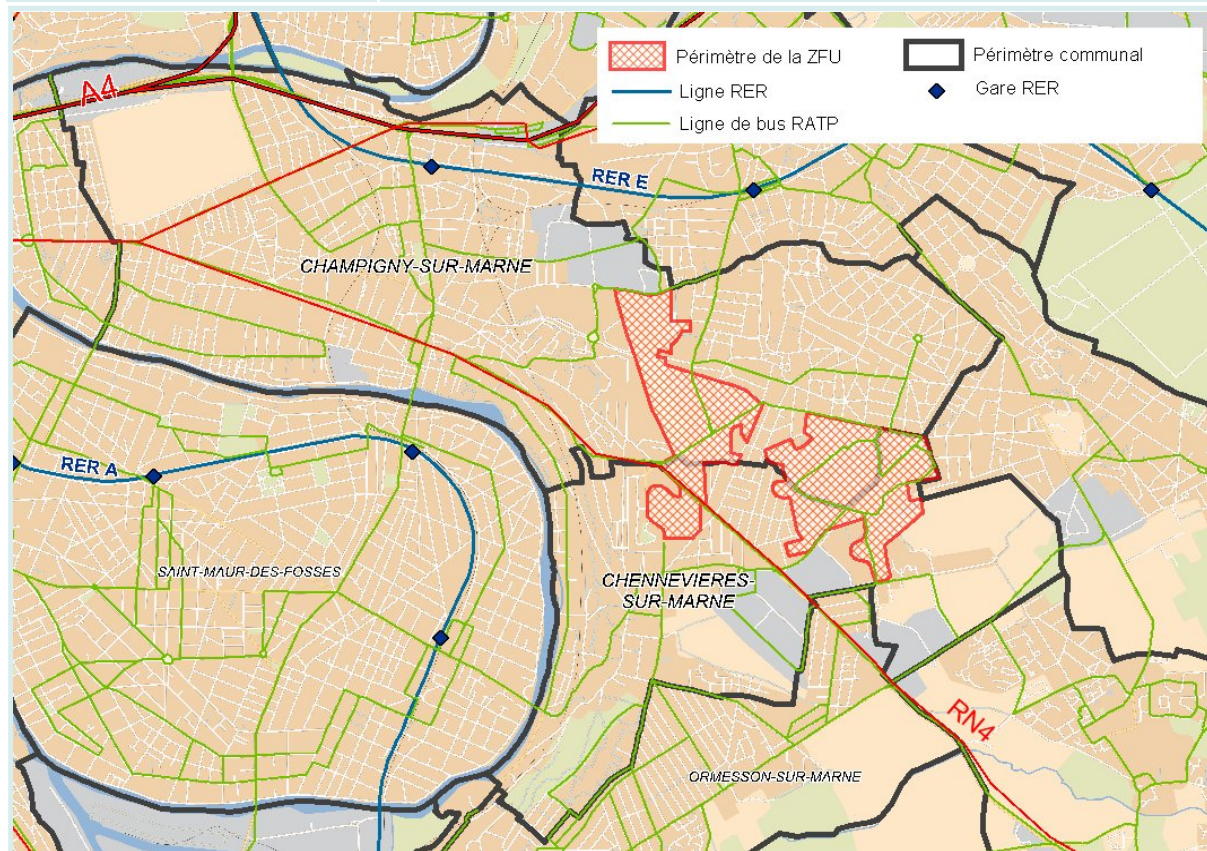 Périmètre de la ZFU
Périmètre communal
Ligne RER
Gare RER
Ligne de bus RATP
A4
RER E
CHAMPIGNY-SUR-MARNE
RER A
SAINT-MAUR-DES-FOSSES
CHENNEVIERES-
SUR-MARNE
RN4
ORMESSON-SUR-MARNE